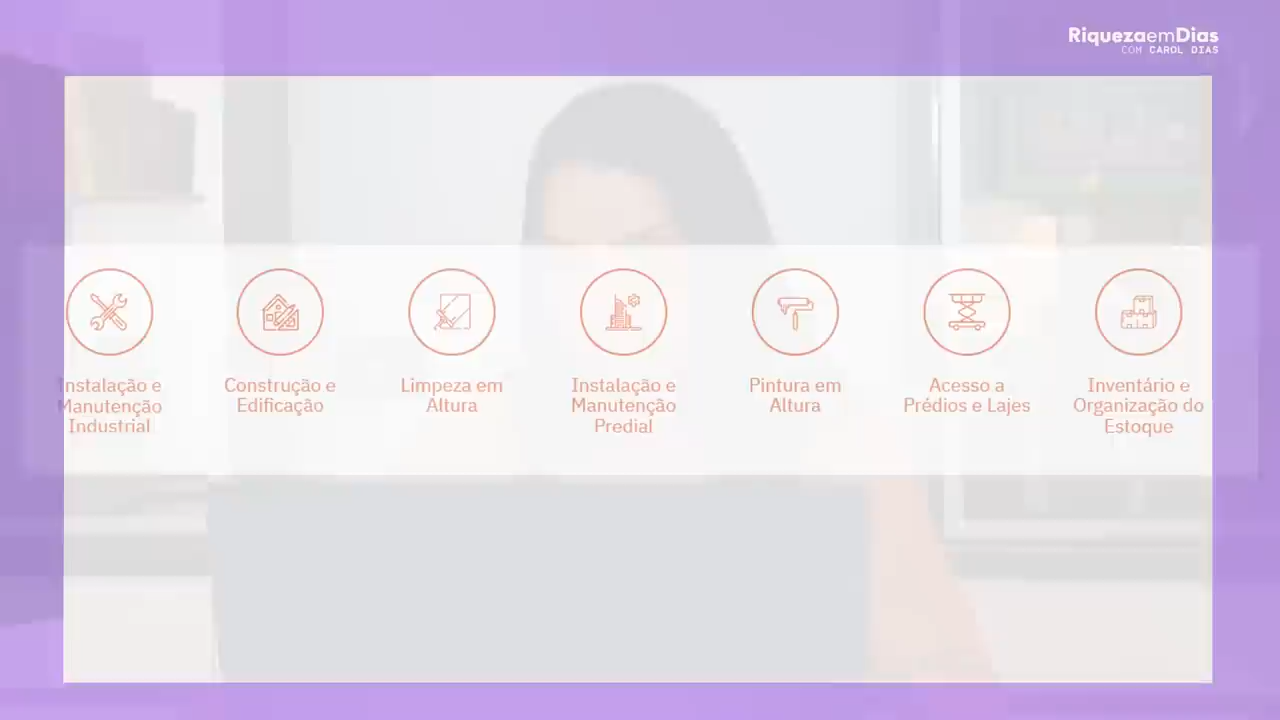 RiquezaemDias
COM CAROL DIAS
Instalação e
Manutenção
Industrial
Construção e
Edificação
Limpeza em
Altura
Instalação e
Manutenção
Predial
Pintura em
Altura
Acesso a
Prédios e Lajes
Inventário e
Organização do
Estoque